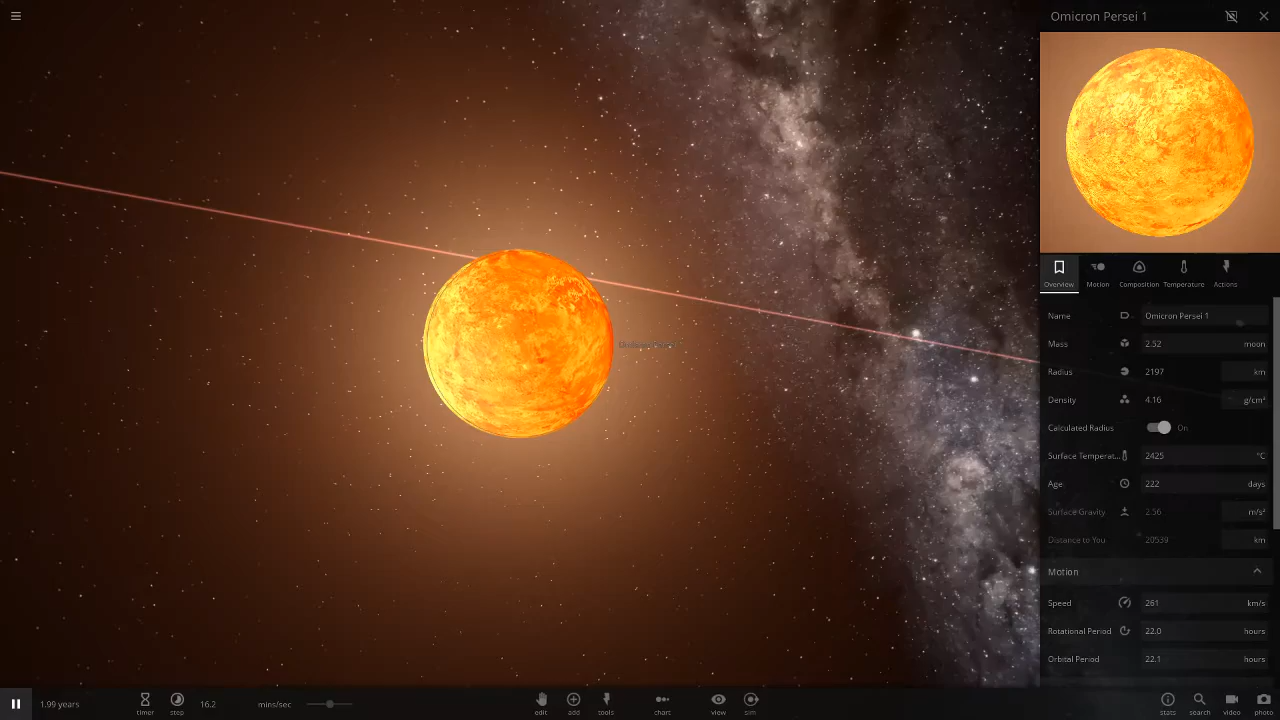 Omicron Persei 1
Overview Motion Composition Temperature Actions
Name Omicron Persei 1
Mass 2.52 moon
Radius 2197 km
Density 4.16 g/cm³
Calculated Radius On
Surface Temperat... 2425 °C
Age 222 days
Surface Gravity 2.56 m/s²
Distance to You 20539 km
Motion
Speed 261 km/s
Rotational Period 22.0 hours
Orbital Period 22.1 hours
1.99 years timer step 16.2 mins/sec edit add tools chart view sim stats search video photo